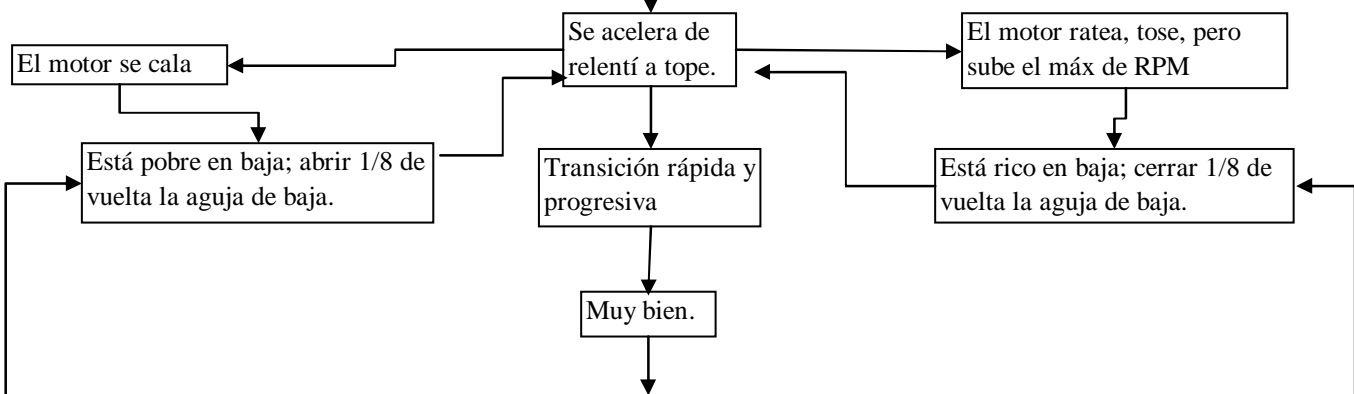 Se acelera de
relentí a tope.
El motor se cala
El motor ratea, tose, pero
sube el máx de RPM
Está pobre en baja; abrir 1/8 de
vuelta la aguja de baja.
Transición rápida y
progresiva
Está rico en baja; cerrar 1/8 de
vuelta la aguja de baja.
Muy bien.